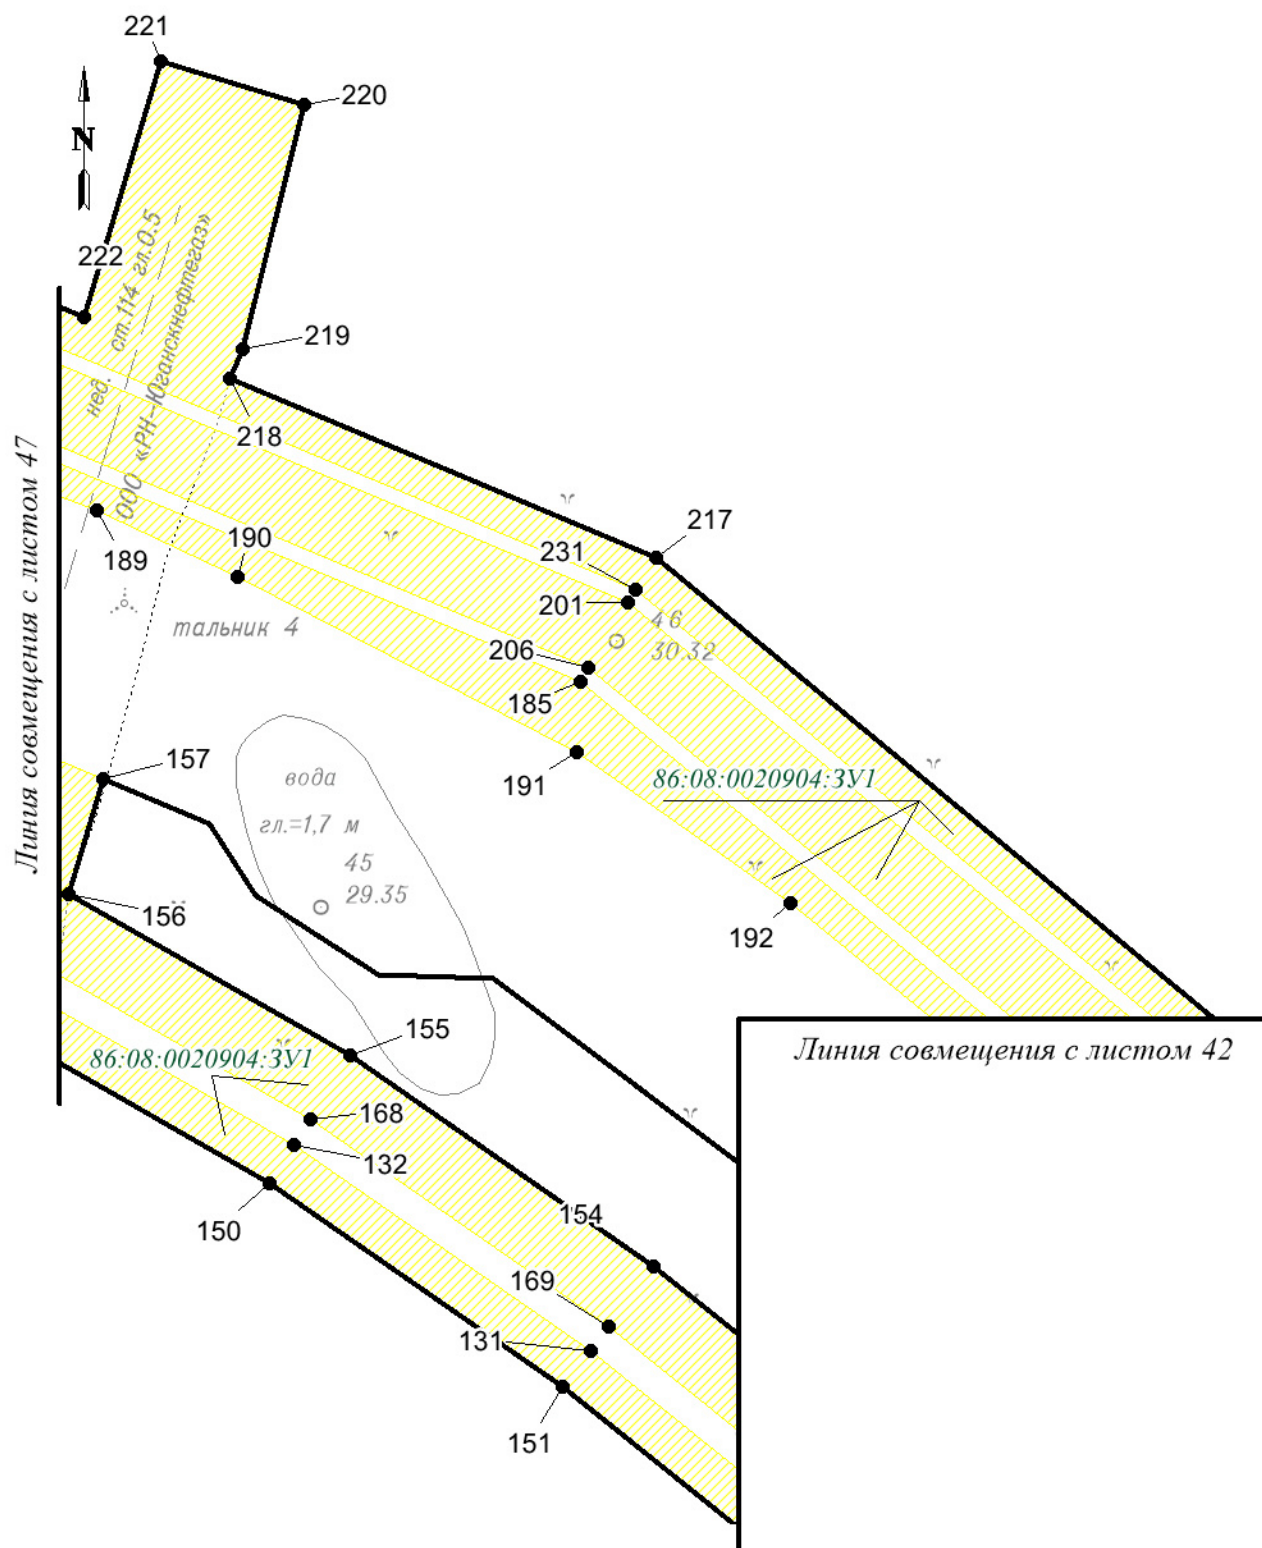 221
220
N
222
нед. ст.114 гл.0.5
ООО «РН-Юганскнефтегаз»
219
218
Линия совмещения с листом 47
217
189
190
231
201
46
30.32
тальник 4
206
185
157
191
86:08:0020904:ЗУ1
вода
гл.=1,7 м
45
29.35
156
192
155
Линия совмещения с листом 42
86:08:0020904:ЗУ1
168
132
150
154
169
131
151